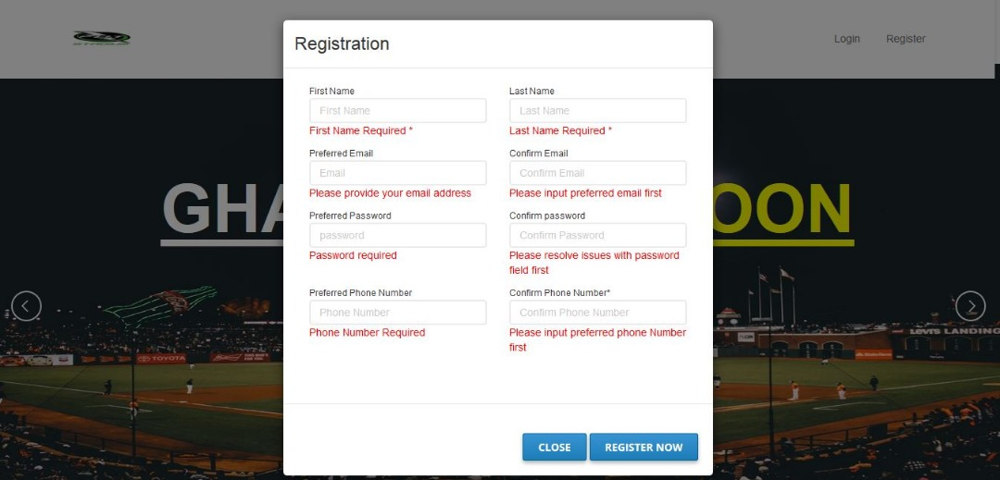 Registration
Login
Register
First Name
Last Name
First Name
Last Name
First Name Required *
Last Name Required *
Preferred Email
Confirm Email
Email
Confirm Email
Please provide your email address
Please input preferred email first
GHA
OON
Preferred Password
Confirm password
password
Confirm Password
Password required
Please resolve issues with password
field first
Preferred Phone Number
Confirm Phone Number*
Phone Number
Confirm Phone Number
Phone Number Required
Please input preferred phone Number
first
LEVI'S LANDING
TOYOTA
CLOSE
REGISTER NOW